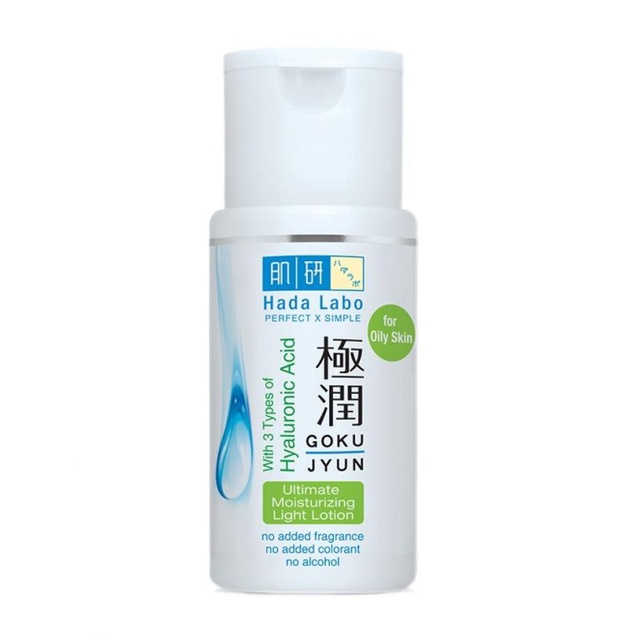 肌研
ハダラボ
Hada Labo
PERFECT X SIMPLE
for
Oily Skin
With 3 Types of
Hyaluronic Acid
極潤
GOKU
JYUN
Ultimate
Moisturizing
Light Lotion
no added fragrance
no added colorant
no alcohol